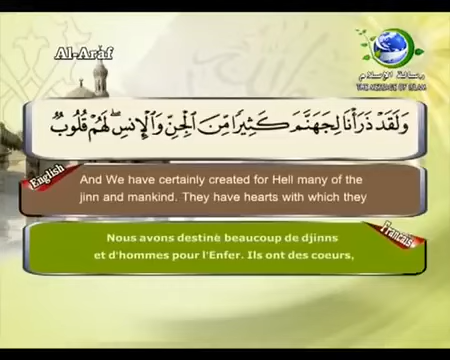 Al-Araf
رسالة الإسلام
THE MESSAGE OF ISLAM
وَلَقَدْ ذَرَأْنَا لِجَهَنَّمَ كَثِيرًا مِّنَ الْجِنِّ وَالْإِنسِ ۖ لَهُمْ قُلُوبٌ
English
And We have certainly created for Hell many of the
jinn and mankind. They have hearts with which they
Français
Nous avons destinè beaucoup de djinns
et d'hommes pour l'Enfer. Ils ont des coeurs,